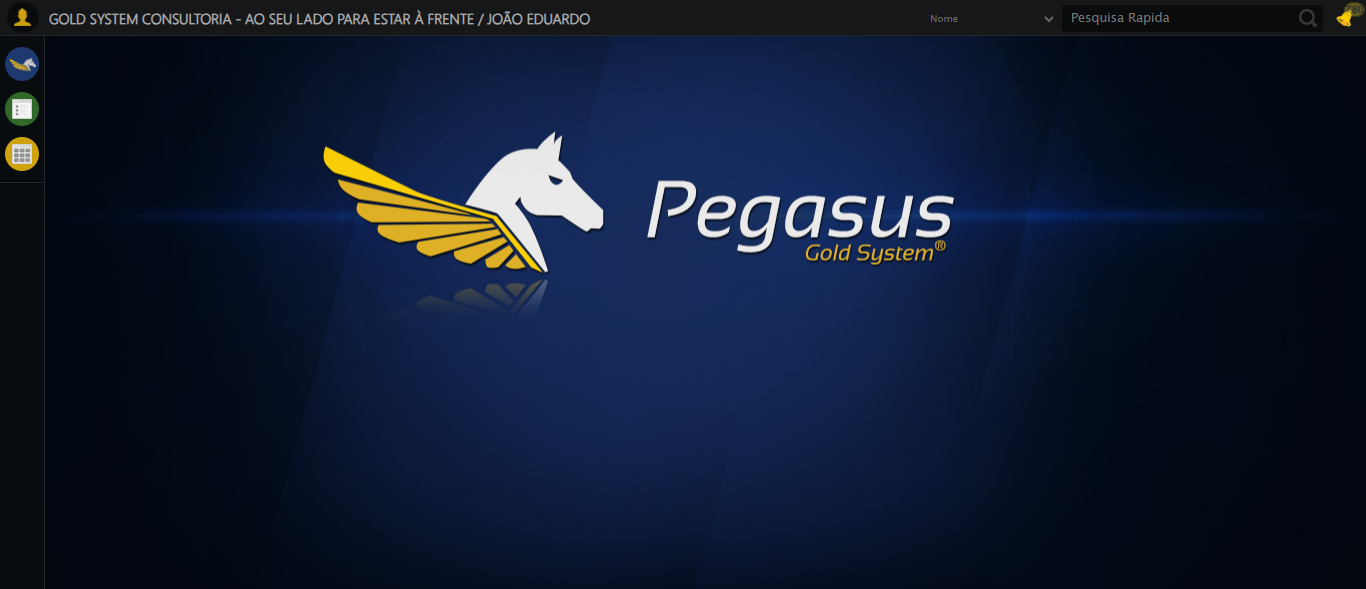 GOLD SYSTEM CONSULTORIA - AO SEU LADO PARA ESTAR À FRENTE / JOÃO EDUARDO
Nome
Pesquisa Rapida
Pegasus
Gold System®